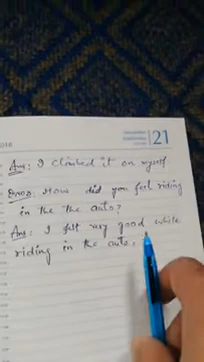 21
Ans: I climbed it on myself.
Ques: How did you feel riding
in the the auto?
Ans: I felt very good while
riding in the auto.